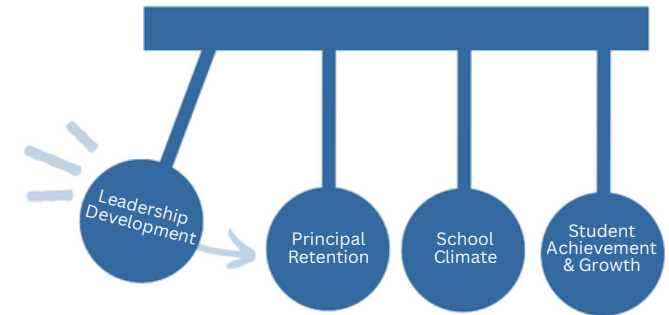 Leadership
Development
Principal
Retention
School
Climate
Student
Achievement
& Growth